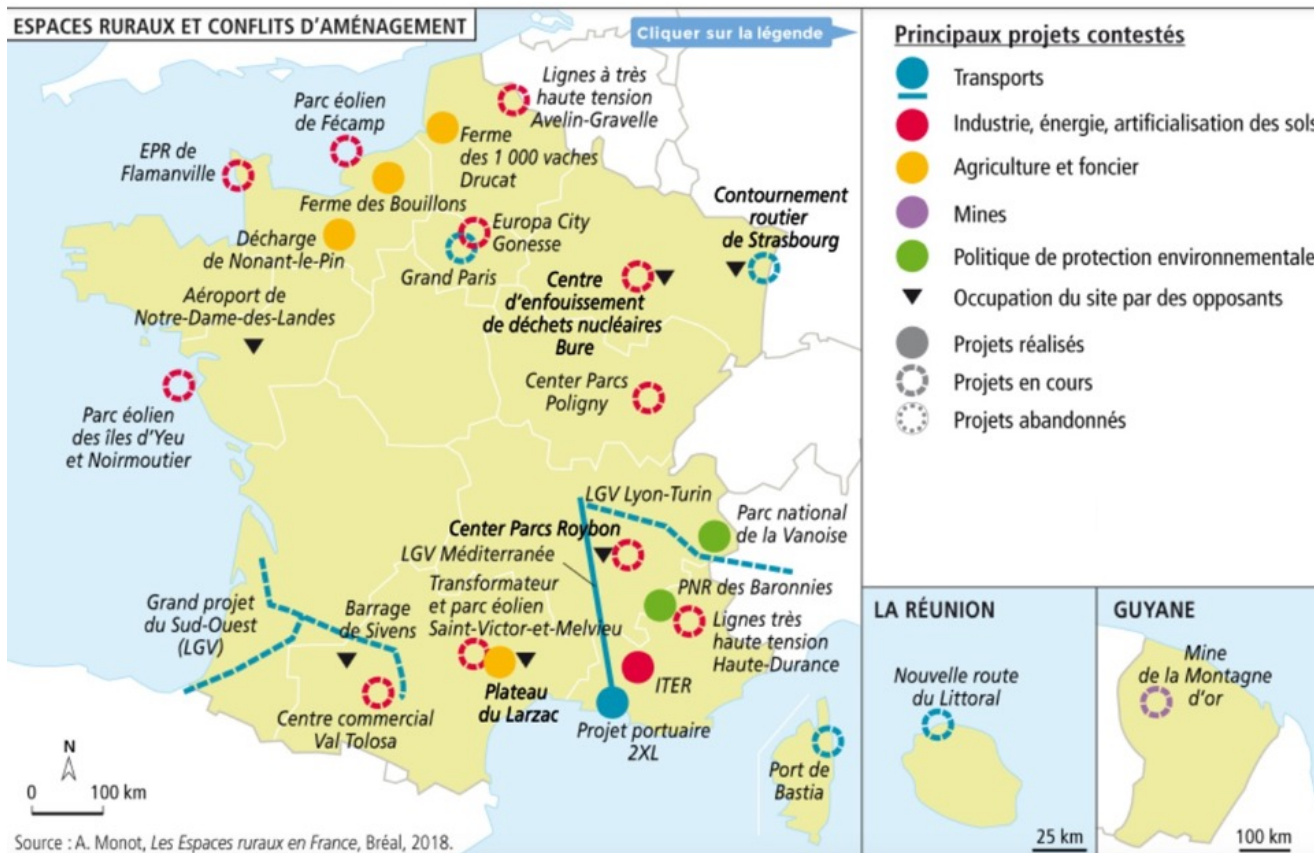 ESPACES RURAUX ET CONFLITS D'AMÉNAGEMENT
Cliquer sur la légende
Lignes à très
haute tension
Avelin-Gravelle
Parc éolien
de Fécamp
EPR de
Flamanville
Ferme
des 1 000 vaches
Drucat
Ferme des Bouillons
Contournement
routier
de Strasbourg
Europa City
Gonesse
Décharge
de Nonant-le-Pin
Grand Paris
Centre
d'enfouissement
de déchets nucléaires
Bure
Aéroport de
Notre-Dame-des-Landes
Center Parcs
Poligny
Parc éolien
des îles d'Yeu
et Noirmoutier
LGV Lyon-Turin
Parc national
de la Vanoise
Center Parcs Roybon
LGV Méditerranée
PNR des Baronnies
Transformateur
et parc éolien
Saint-Victor-et-Melvieu
Grand projet
du Sud-Ouest
(LGV)
Barrage
de Sivens
Lignes très
haute tension
Haute-Durance
ITER
Plateau
du Larzac
Centre commercial
Val Tolosa
Projet portuaire
2XL
Port de
Bastia
N
0 100 km
Source : A. Monot, Les Espaces ruraux en France, Bréal, 2018.
Principaux projets contestés
Transports
Industrie, énergie, artificialisation des sols
Agriculture et foncier
Mines
Politique de protection environnementale
Occupation du site par des opposants
Projets réalisés
Projets en cours
Projets abandonnés
LA RÉUNION
Nouvelle route
du Littoral
25 km
GUYANE
Mine
de la Montagne
d'or
100 km